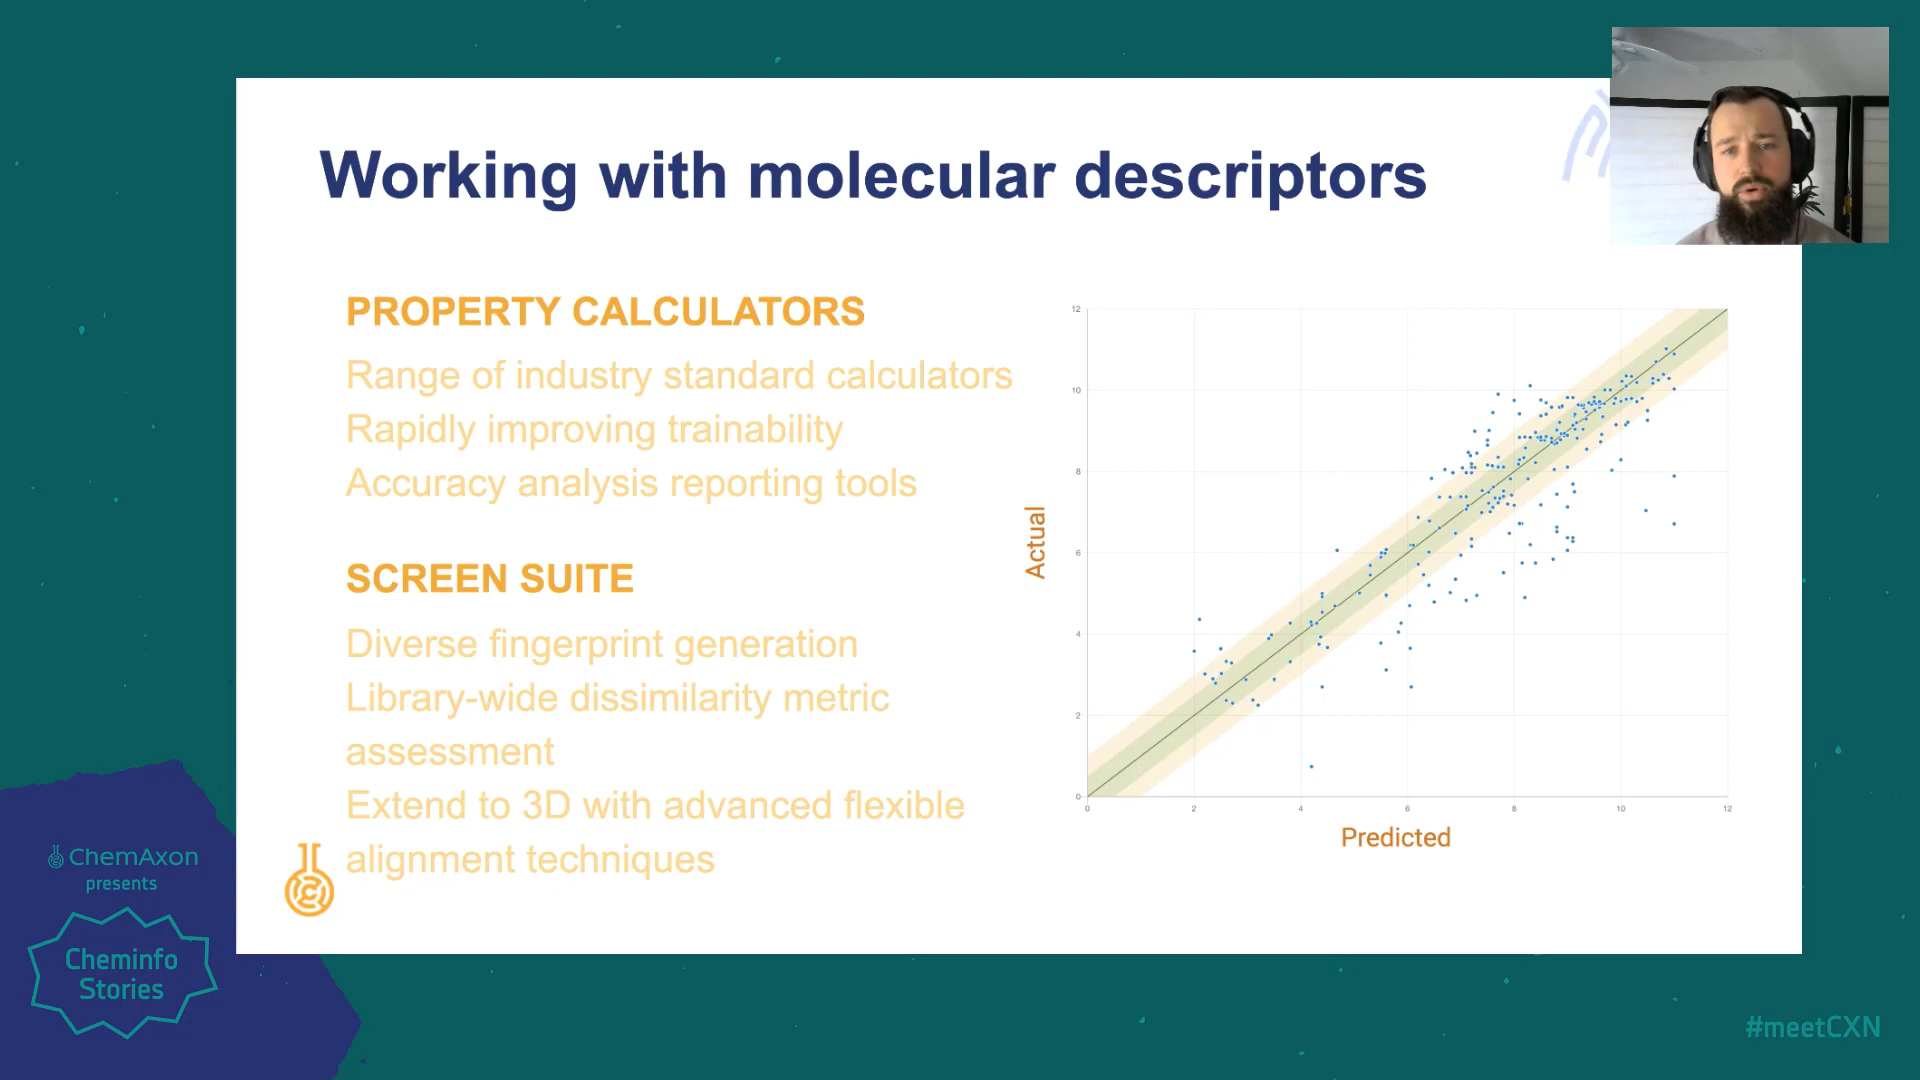 Working with molecular descriptors
PROPERTY CALCULATORS
Range of industry standard calculators
Rapidly improving trainability
Accuracy analysis reporting tools
SCREEN SUITE
Diverse fingerprint generation
Library-wide dissimilarity metric
assessment
Extend to 3D with advanced flexible
alignment techniques
Actual
12
10
8
6
4
2
0
0 2 4 6 8 10 12
Predicted
ChemAxon
presents
Cheminfo
Stories
#meetCXN